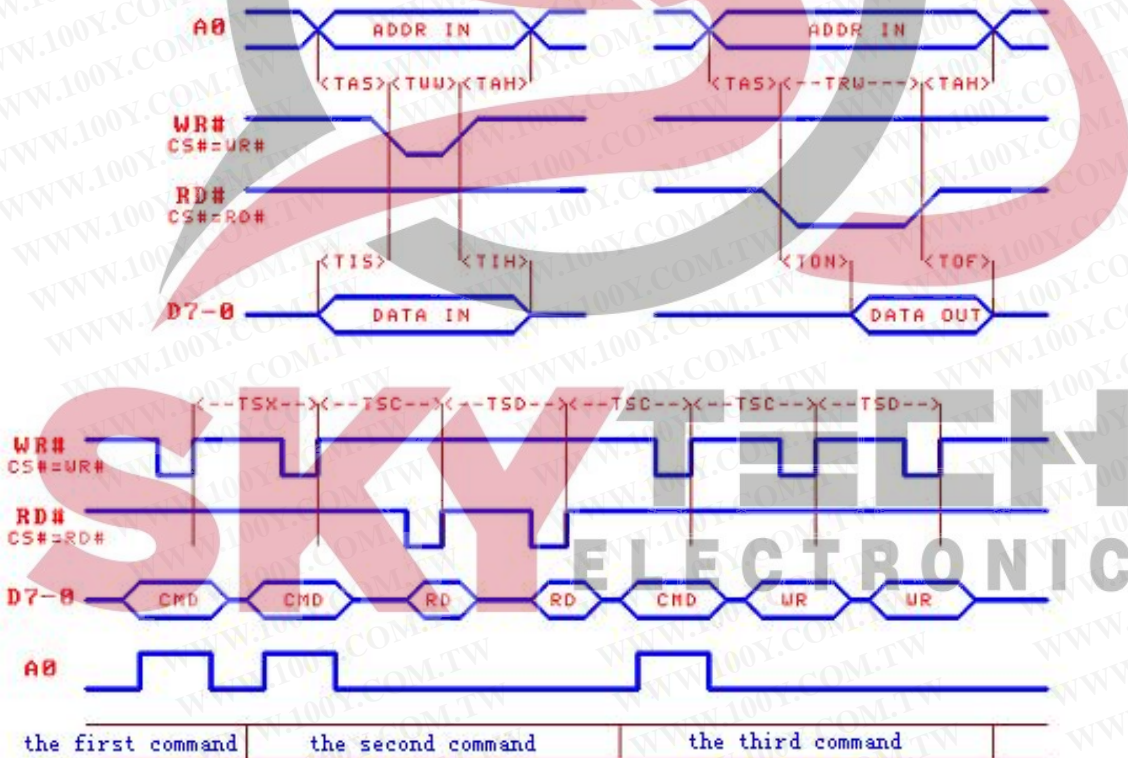 A0 ADDR IN ADDR IN
<TAS><TWW><TAH> <TAS><--TRW---><TAH>
WR#
CS#=WR#
RD#
CS#=RD#
<TIS> <TIH> <TON> <TOF>
D7-0 DATA IN DATA OUT
<--TSX--><--TSC--><--TSD--><--TSC--><--TSC--><--TSD-->
WR#
CS#=WR#
RD#
CS#=RD#
SKYTECH
ELECTRONIC
D7-0 CMD CMD RD RD CMD WR WR
A0
the first command the second command the third command
WWW.100Y.COM.TW